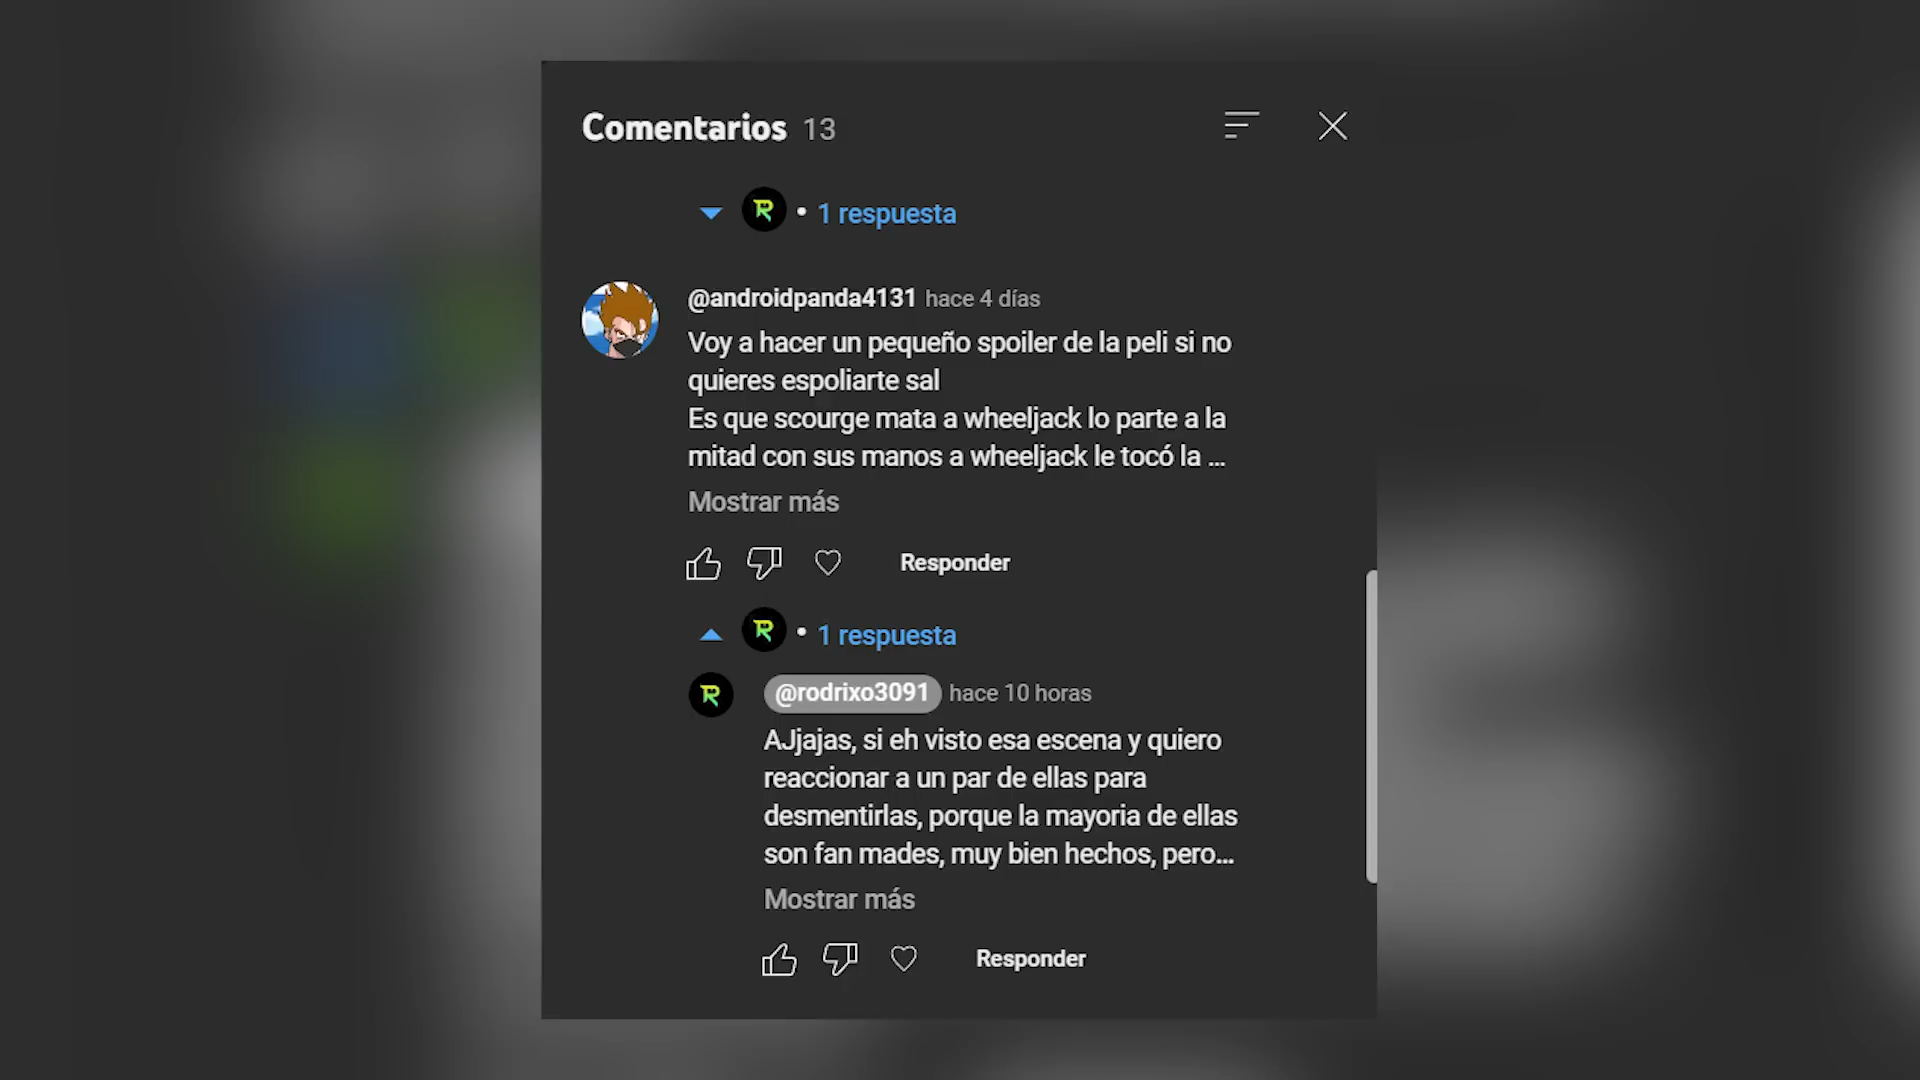 Comentarios 13
R • 1 respuesta
@androidpanda4131 hace 4 días
Voy a hacer un pequeño spoiler de la peli si no
quieres espoliarte sal
Es que scourge mata a wheeljack lo parte a la
mitad con sus manos a wheeljack le tocó la ...
Mostrar más
Responder
R • 1 respuesta
R @rodrixo3091 hace 10 horas
AJjajas, si eh visto esa escena y quiero
reaccionar a un par de ellas para
desmentirlas, porque la mayoria de ellas
son fan mades, muy bien hechos, pero...
Mostrar más
Responder